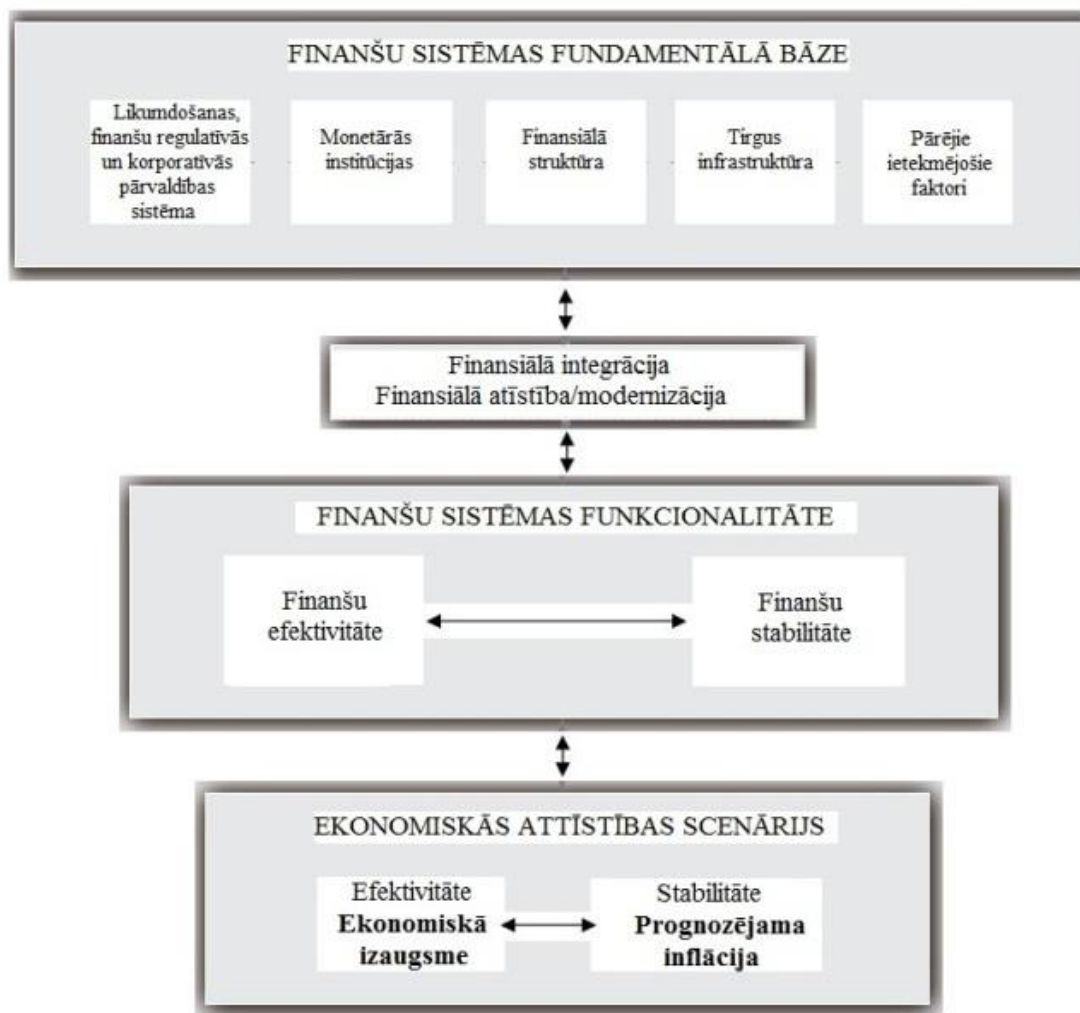 FINANŠU SISTĒMAS FUNDAMENTĀLĀ BĀZE
Likumdošanas,
finanšu regulatīvās
un korporatīvās
pārvaldības
sistēma
Monetārās
institūcijas
Finansiālā
struktūra
Tirgus
infrastruktūra
Pārējie
ietekmējošie
faktori
Finansiālā integrācija
Finansiālā atīstība/modernizācija
FINANŠU SISTĒMAS FUNKCIONALITĀTE
Finanšu
efektivitāte
Finanšu
stabilitāte
EKONOMISKĀS ATTĪSTĪBAS SCENĀRIJS
Efektivitāte
Ekonomiskā
izaugsme
Stabilitāte
Prognozējama
inflācija